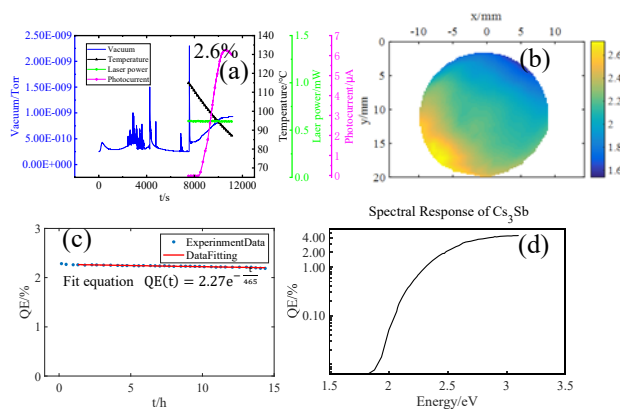 2.50E-009
2.00E-009
1.50E-009
1.00E-009
5.00E-010
0.00E+000
Vacuum/Torr
Vacuum
Temperature
Laser power
Photocurrent
2.6%
(a)
0
4000
8000
12000
t/s
140
130
120
110
100
90
80
70
Temperature/°C
1.5
1.0
0.5
0.0
Lacr power/mW
7
6
5
4
3
2
1
0
Photocurrent/μA
x/mm
-10
-5
0
5
10
(b)
y/mm
0
5
10
15
20
2.6
2.4
2.2
2
1.8
1.6
(c)
ExperimentData
DataFitting
Fit equation QE(t) = 2.27e^- /465
QE/%
3
2
1
0
0
5
10
15
t/h
Spectral Response of Cs3Sb
(d)
QE/%
4.00
1.00
0.10
1.5
2
2.5
3
3.5
Energy/eV